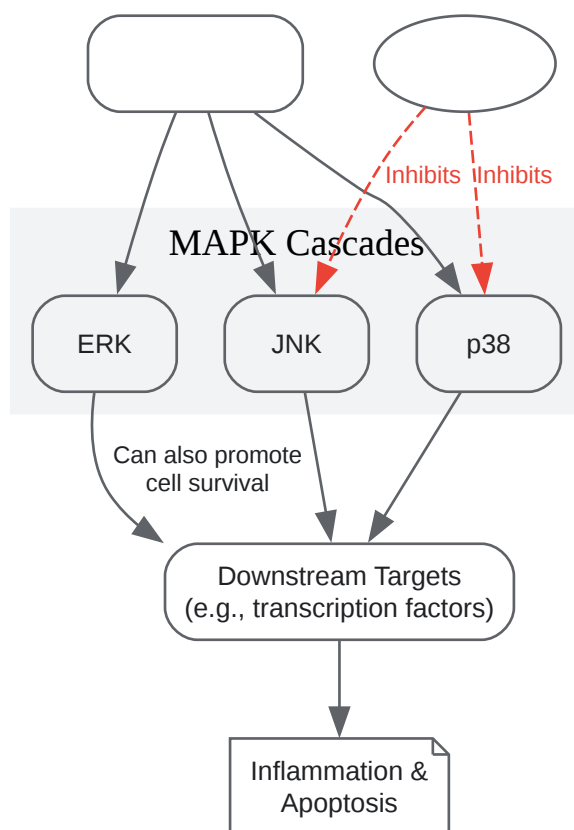 Inhibits Inhibits
MAPK Cascades
ERK
JNK
p38
Can also promote
cell survival
Downstream Targets
(e.g., transcription factors)
Inflammation &
Apoptosis